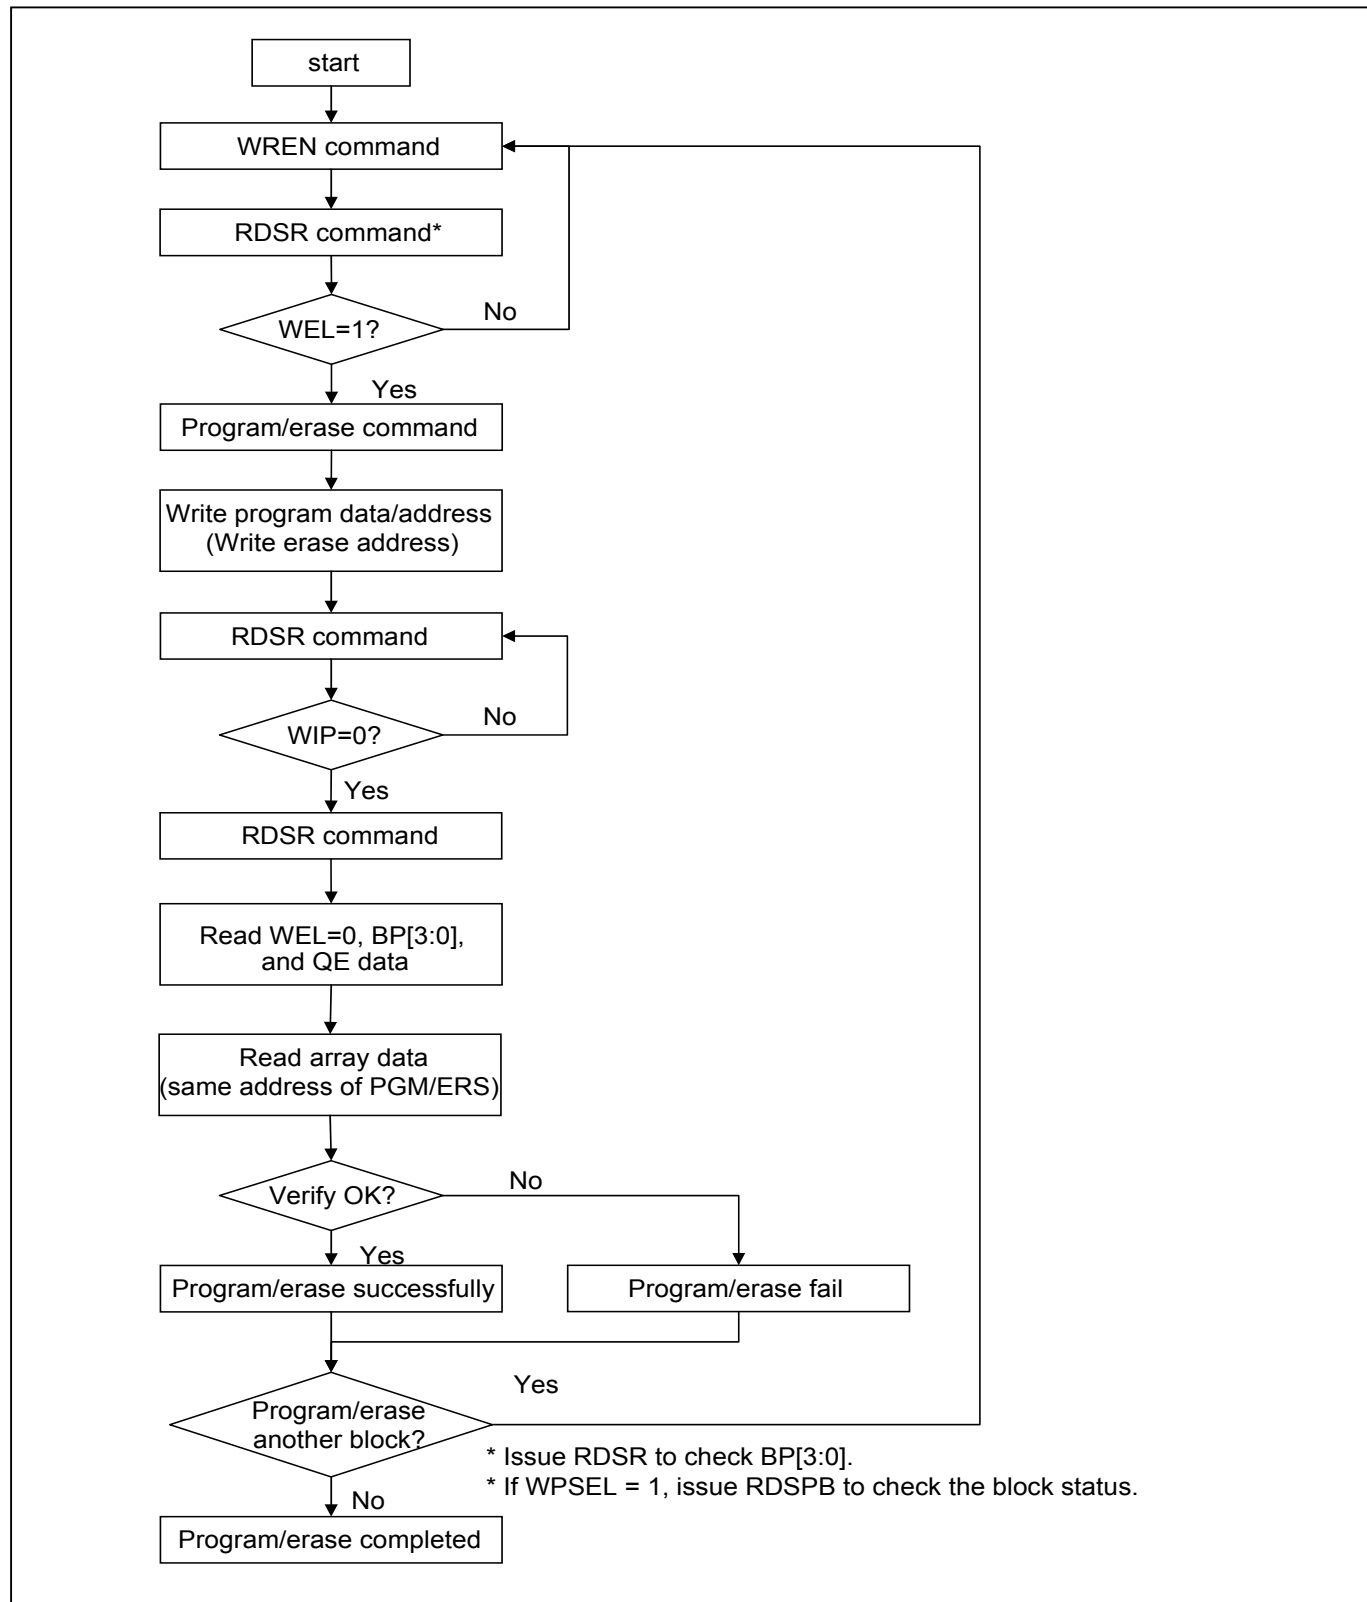 start
WREN command
RDSR command*
WEL=1?
No
Yes
Program/erase command
Write program data/address
(Write erase address)
RDSR command
WIP=0?
No
Yes
RDSR command
Read WEL=0, BP[3:0],
and QE data
Read array data
(same address of PGM/ERS)
Verify OK?
No
Yes
Program/erase successfully
Program/erase fail
Yes
Program/erase
another block?
* Issue RDSR to check BP[3:0].
* If WPSEL = 1, issue RDSPB to check the block status.
No
Program/erase completed